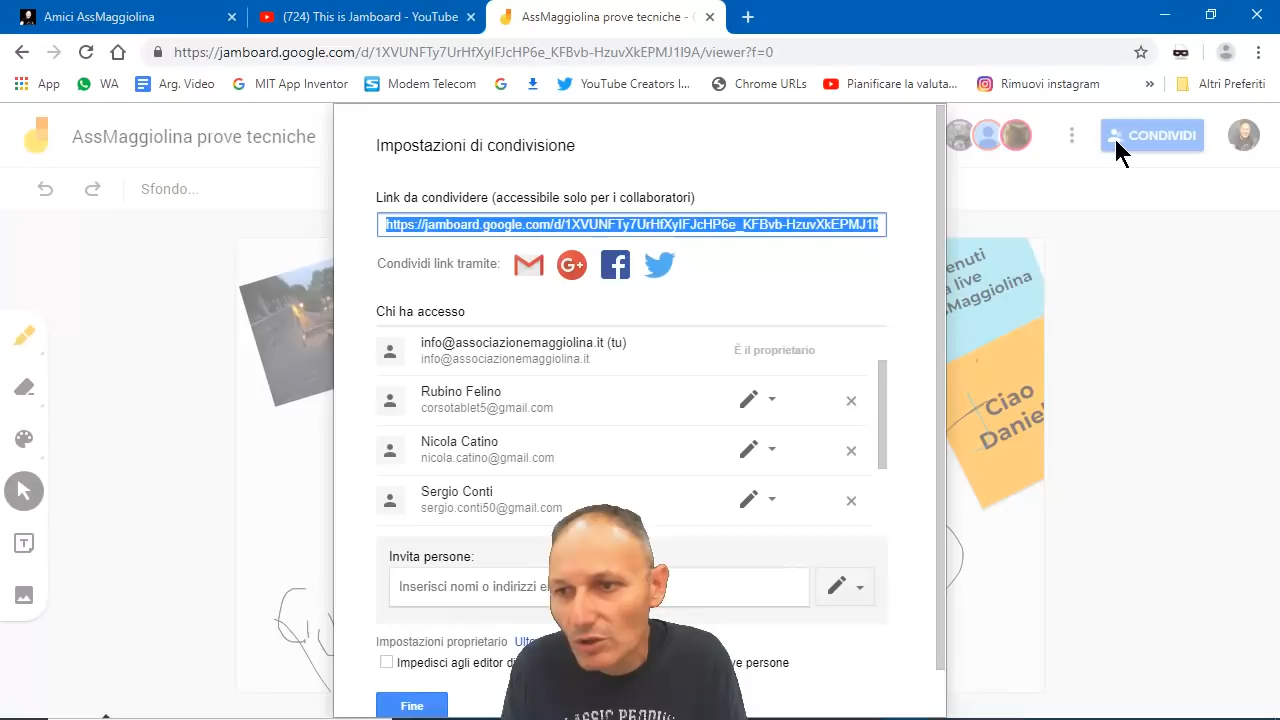 Amici AssMaggiolina
(724) This is Jamboard - YouTube
AssMaggiolina prove tecniche -
https://jamboard.google.com/d/1XVUNFTy7UrHfXyIFJcHP6e_KFBvb-HzuvXkEPMJ1I9A/viewer?f=0
App
WA
Arg. Video
MIT App Inventor
Modem Telecom
YouTube Creators I...
Chrome URLs
Pianificare la valuta...
Rimuovi instagram
»
Altri Preferiti
AssMaggiolina prove tecniche
CONDIVIDI
Sfondo...
Impostazioni di condivisione
Link da condividere (accessibile solo per i collaboratori)
https://jamboard.google.com/d/1XVUNFTy7UrHfXyIFJcHP6e_KFBvb-HzuvXkEPMJ1I9
Condividi link tramite:
Chi ha accesso
info@associazionemaggiolina.it (tu)
info@associazionemaggiolina.it
È il proprietario
Rubino Felino
corsotablet5@gmail.com
Nicola Catino
nicola.catino@gmail.com
Sergio Conti
sergio.conti50@gmail.com
Invita persone:
Inserisci nomi o indirizzi
Impostazioni proprietario
Impedisci agli editor
persone
Fine
enuti
live
Maggiolina
Ciao
Daniel
CLASSIC